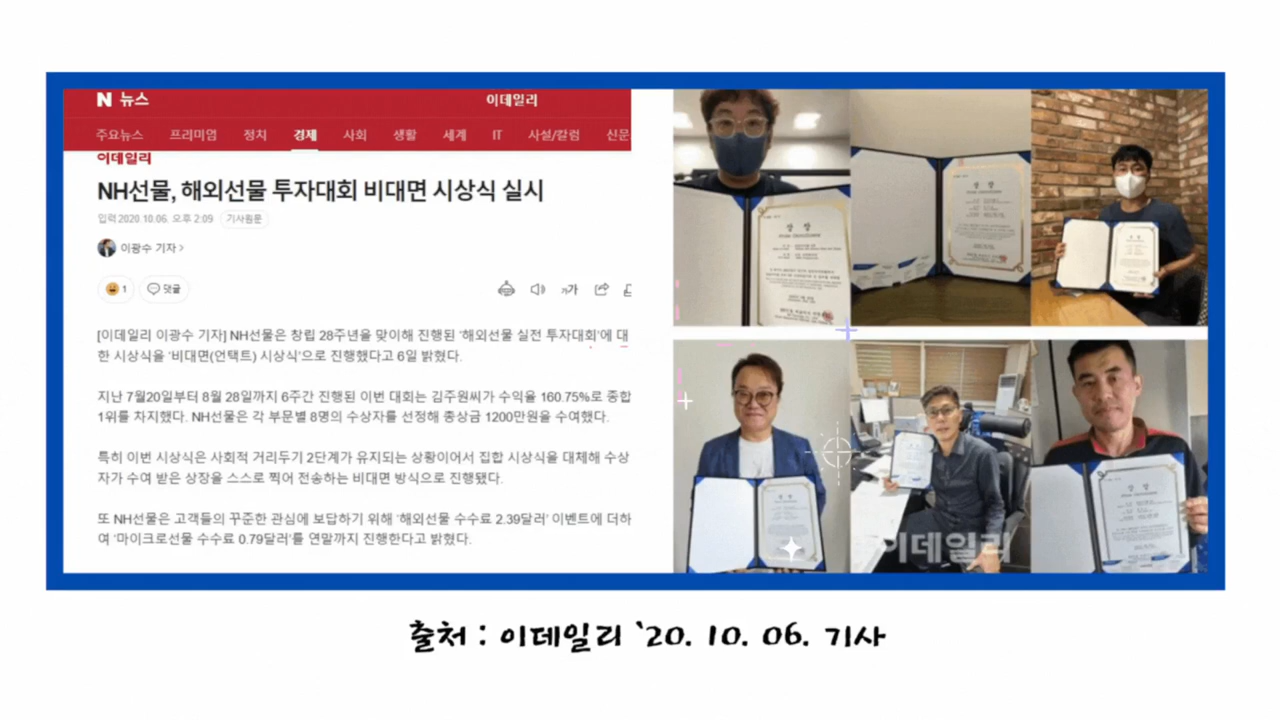 N 뉴스
이데일리
주요뉴스 프리미엄 정치 경제 사회 생활 세계 IT 사설/칼럼 신문
이데일리
NH선물, 해외선물 투자대회 비대면 시상식 실시
입력 2020.10.06. 오후 2:09 기사원문
이광수 기자
1 댓글
가가
[이데일리 이광수 기자] NH선물은 창립 28주년을 맞이해 진행된 '해외선물 실전 투자대회'에 대
한 시상식을 '비대면(언택트) 시상식'으로 진행했다고 6일 밝혔다.
지난 7월20일부터 8월 28일까지 6주간 진행된 이번 대회는 김주원씨가 수익율 160.75%로 종합
1위를 차지했다. NH선물은 각 부문별 8명의 수상자를 선정해 총상금 1200만원을 수여했다.
특히 이번 시상식은 사회적 거리두기 2단계가 유지되는 상황이어서 집합 시상식을 대체해 수상
자가 수여 받은 상장을 스스로 찍어 전송하는 비대면 방식으로 진행됐다.
또 NH선물은 고객들의 꾸준한 관심에 보답하기 위해 '해외선물 수수료 2.39달러' 이벤트에 더하
여 '마이크로선물 수수료 0.79달러'를 연말까지 진행한다고 밝혔다.
상 장
상 장
상 장
이데일리
출처 : 이데일리 '20. 10. 06. 기사